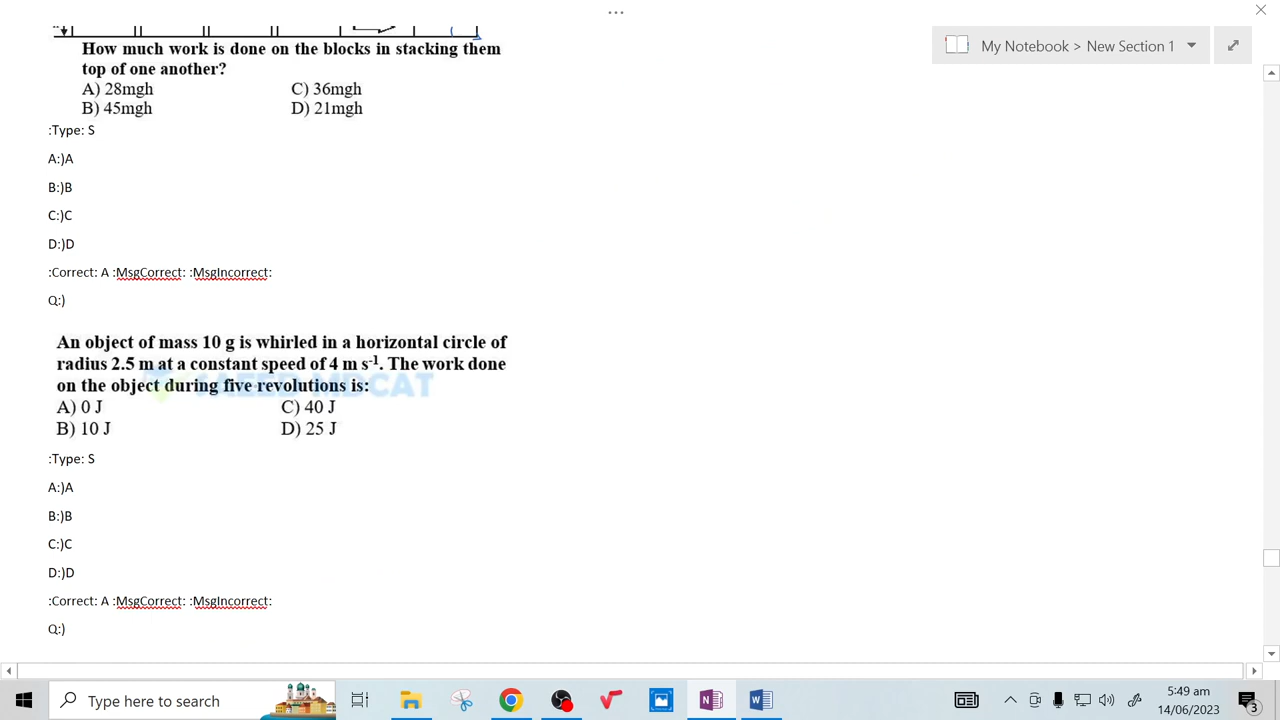 My Notebook > New Section 1
How much work is done on the blocks in stacking them
top of one another?
A) 28mgh C) 36mgh
B) 45mgh D) 21mgh
:Type: S
A:)A
B:)B
C:)C
D:)D
:Correct: A :MsgCorrect: :MsgIncorrect:
Q:)
An object of mass 10 g is whirled in a horizontal circle of
radius 2.5 m at a constant speed of 4 m s-1. The work done
on the object during five revolutions is:
SAEED MDCAT
A) 0 J C) 40 J
B) 10 J D) 25 J
:Type: S
A:)A
B:)B
C:)C
D:)D
:Correct: A :MsgCorrect: :MsgIncorrect:
Q:)
Type here to search
5:49 am
14/06/2023
3